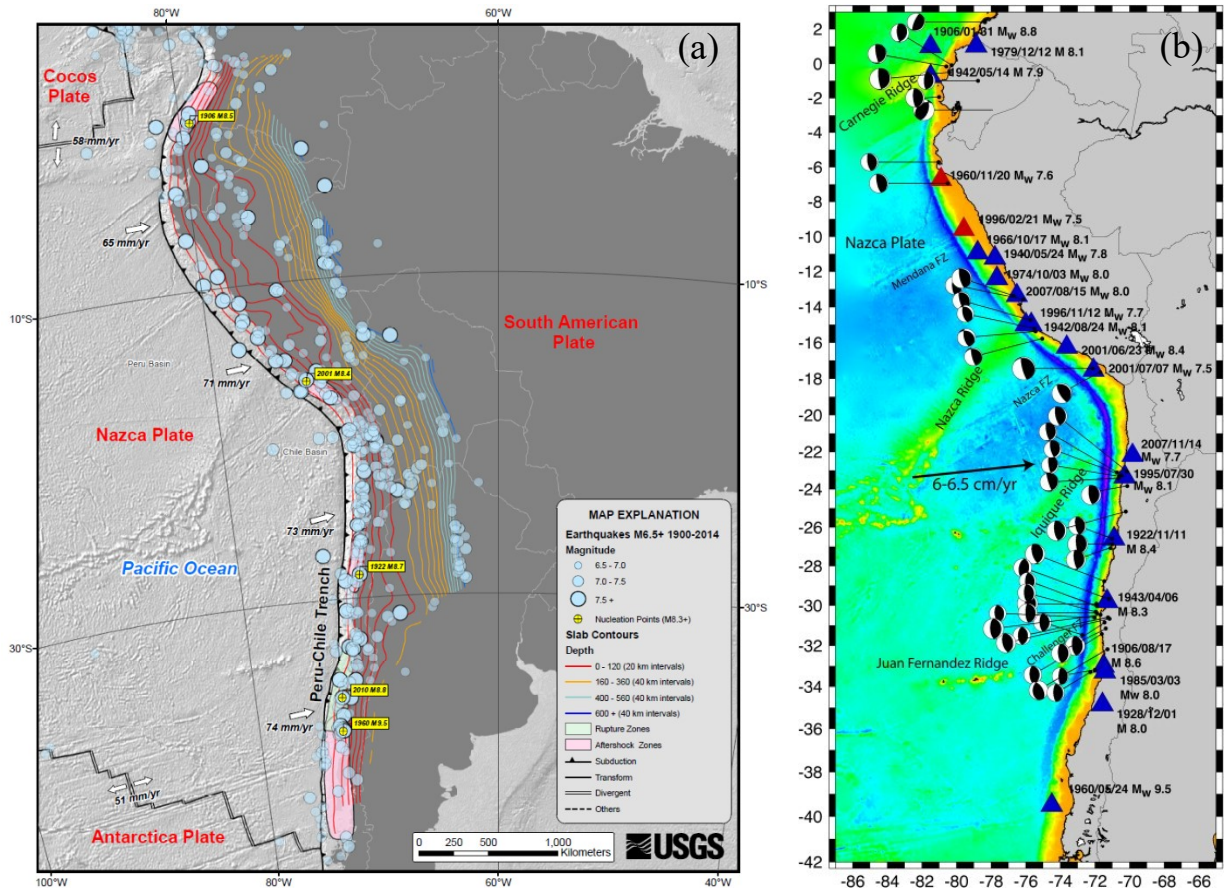 80°W
60°W
(a)
Cocos
Plate
58 mm/yr
1906 M8.5
65 mm/yr
10°S
10°S
South American
Plate
Peru Basin
71 mm/yr
2001 M8.4
Nazca Plate
Chile Basin
73 mm/yr
Pacific Ocean
1922 M8.7
30°S
30°S
Peru-Chile Trench
2010 M8.8
1960 M9.5
74 mm/yr
51 mm/yr
Antarctica Plate
MAP EXPLANATION
Earthquakes M6.5+ 1900-2014
Magnitude
6.5 - 7.0
7.0 - 7.5
7.5 +
Nucleation Points (M8.3+)
Slab Contours
Depth
0 - 120 (20 km intervals)
160 - 360 (40 km intervals)
400 - 560 (40 km intervals)
600 + (40 km intervals)
Rupture Zones
Aftershock Zones
Subduction
Transform
Divergent
Others
0 250 500 1,000
Kilometers
USGS
100°W
80°W
60°W
40°W
(b)
2
0
-2
-4
-6
-8
-10
-12
-14
-16
-18
-20
-22
-24
-26
-28
-30
-32
-34
-36
-38
-40
-42
1906/01/31 Mw 8.8
1979/12/12 M 8.1
1942/05/14 M 7.9
Carnegie Ridge
1960/11/20 Mw 7.6
1996/02/21 Mw 7.5
Nazca Plate
1966/10/17 Mw 8.1
1940/05/24 Mw 7.8
Mendana FZ
1974/10/03 Mw 8.0
2007/08/15 Mw 8.0
1996/11/12 Mw 7.7
1942/08/24 Mw 8.1
2001/06/23 Mw 8.4
2001/07/07 Mw 7.5
Nazca Ridge
Nazca FZ
2007/11/14
Mw 7.7
6-6.5 cm/yr
1995/07/30
Mw 8.1
Iquique Ridge
1922/11/11
M 8.4
1943/04/06
M 8.3
Challenger FZ
1906/08/17
M 8.6
Juan Fernandez Ridge
1985/03/03
Mw 8.0
1928/12/01
M 8.0
Mw 9.5
-86 -84 -82 -80 -78 -76 -74 -72 -70 -68 -66